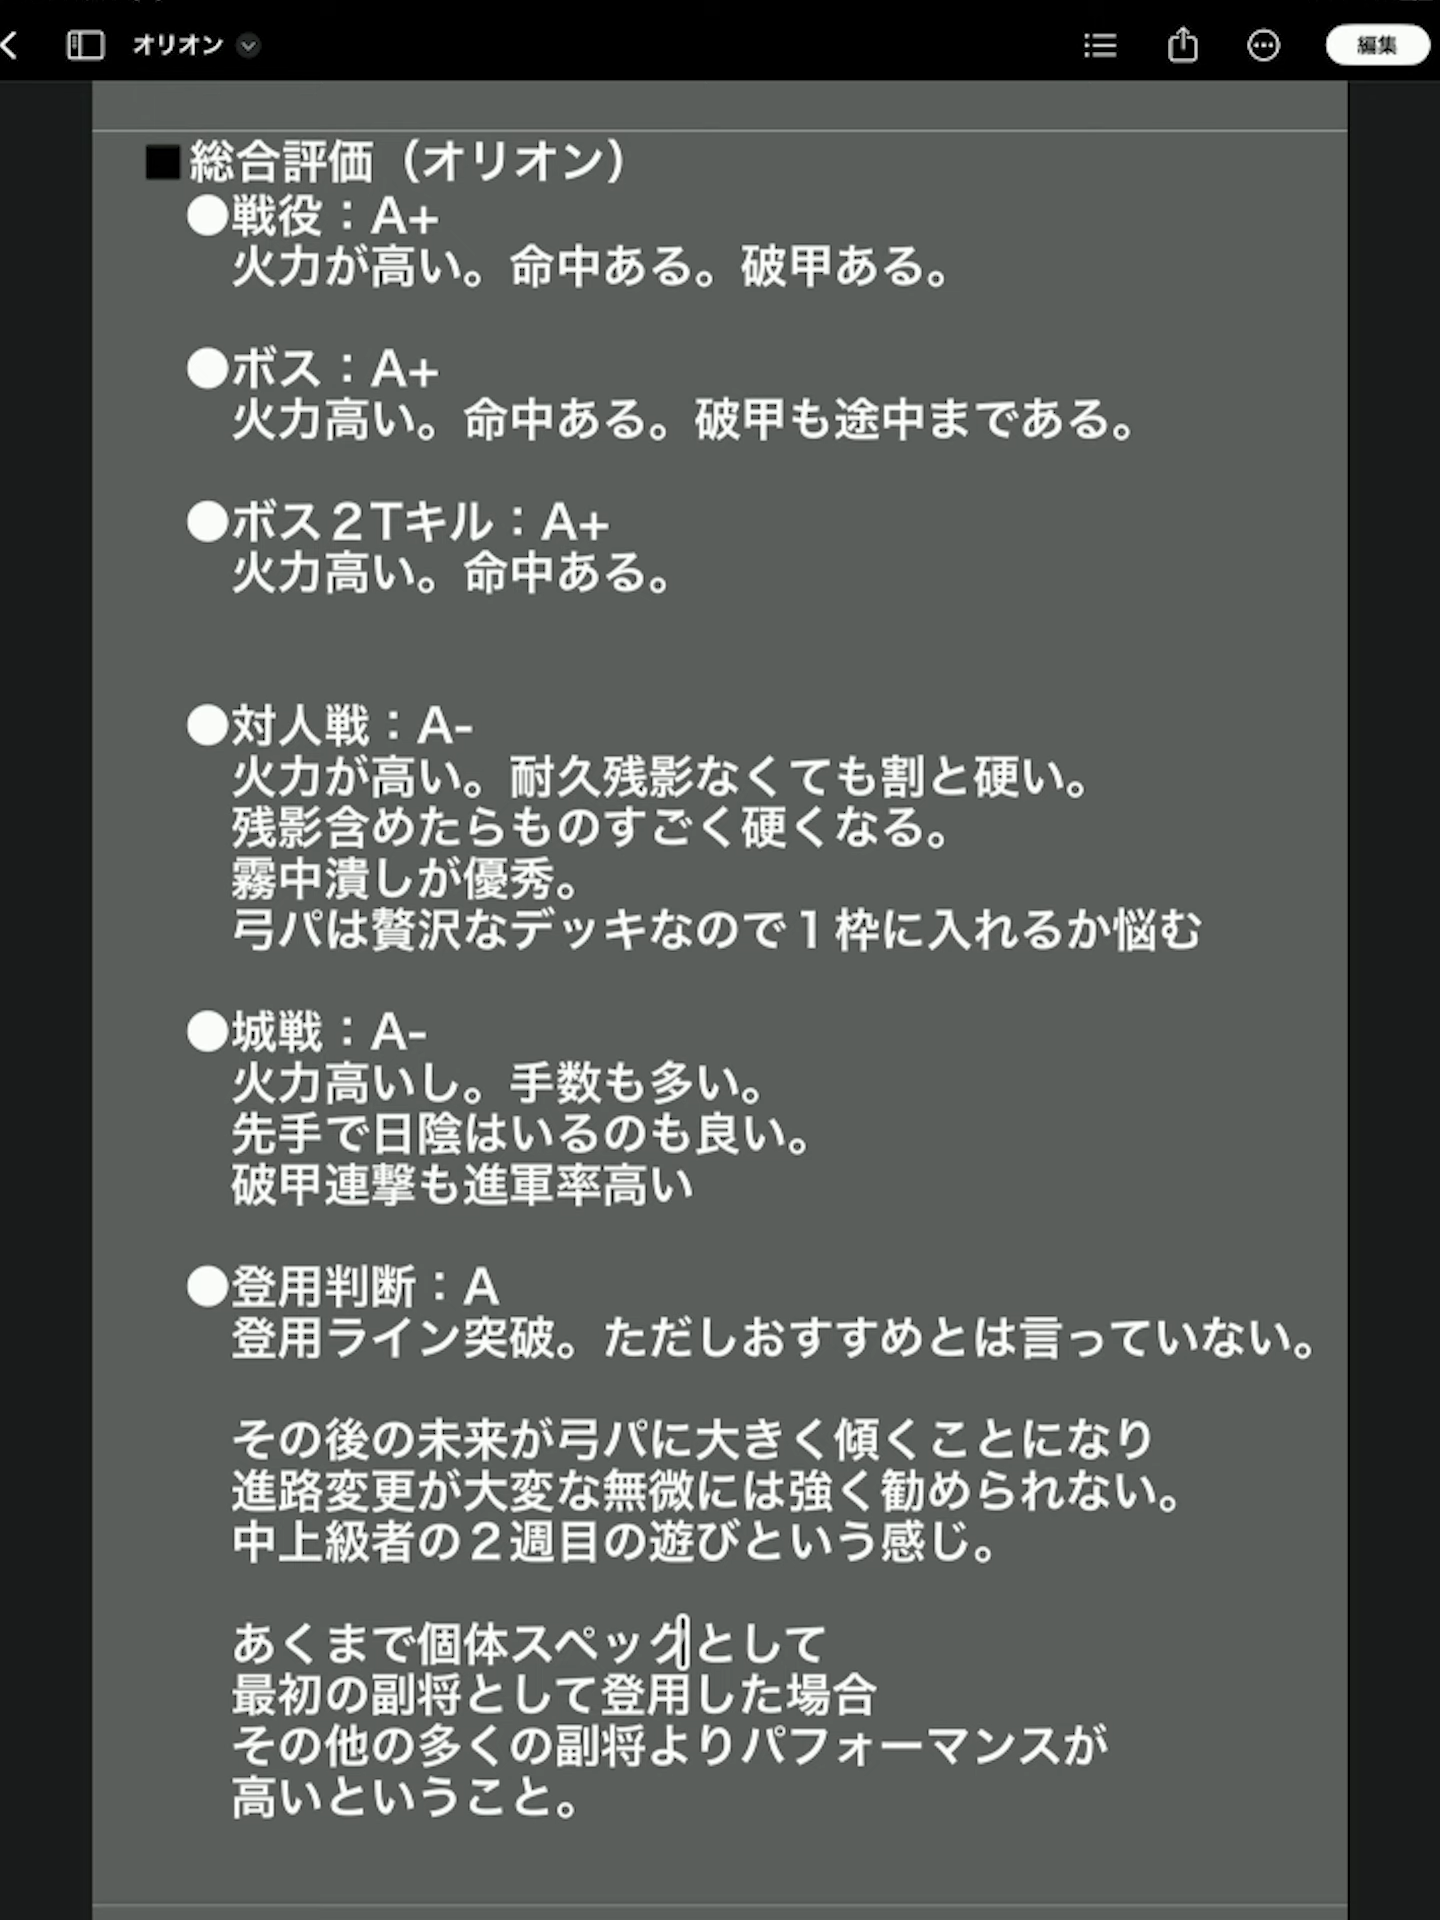 オリオン
編集
■総合評価（オリオン）
●戦役：A+
火力が高い。命中ある。破甲ある。
●ボス：A+
火力高い。命中ある。破甲も途中まである。
●ボス２Tキル：A+
火力高い。命中ある。
●対人戦：A-
火力が高い。耐久残影なくても割と硬い。
残影含めたらものすごく硬くなる。
霧中潰しが優秀。
弓パは贅沢なデッキなので１枠に入れるか悩む
●城戦：A-
火力高いし。手数も多い。
先手で日陰はいるのも良い。
破甲連撃も進軍率高い
●登用判断：A
登用ライン突破。ただしおすすめとは言っていない。
その後の未来が弓パに大きく傾くことになり
進路変更が大変な無微には強く勧められない。
中上級者の２週目の遊びという感じ。
あくまで個体スペックとして
最初の副将として登用した場合
その他の多くの副将よりパフォーマンスが
高いということ。